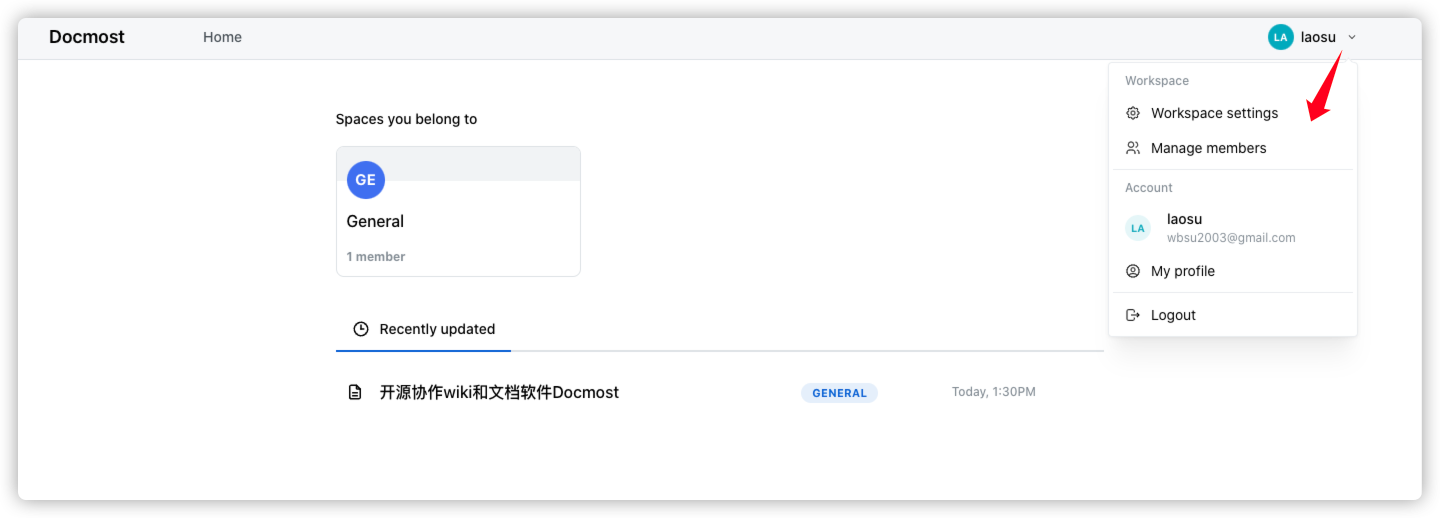 Docmost
Home
LA laosu
Workspace
Workspace settings
Manage members
Account
LA
laosu
wbsu2003@gmail.com
My profile
Logout
Spaces you belong to
GE
General
1 member
Recently updated
开源协作wiki和文档软件Docmost GENERAL Today, 1:30PM